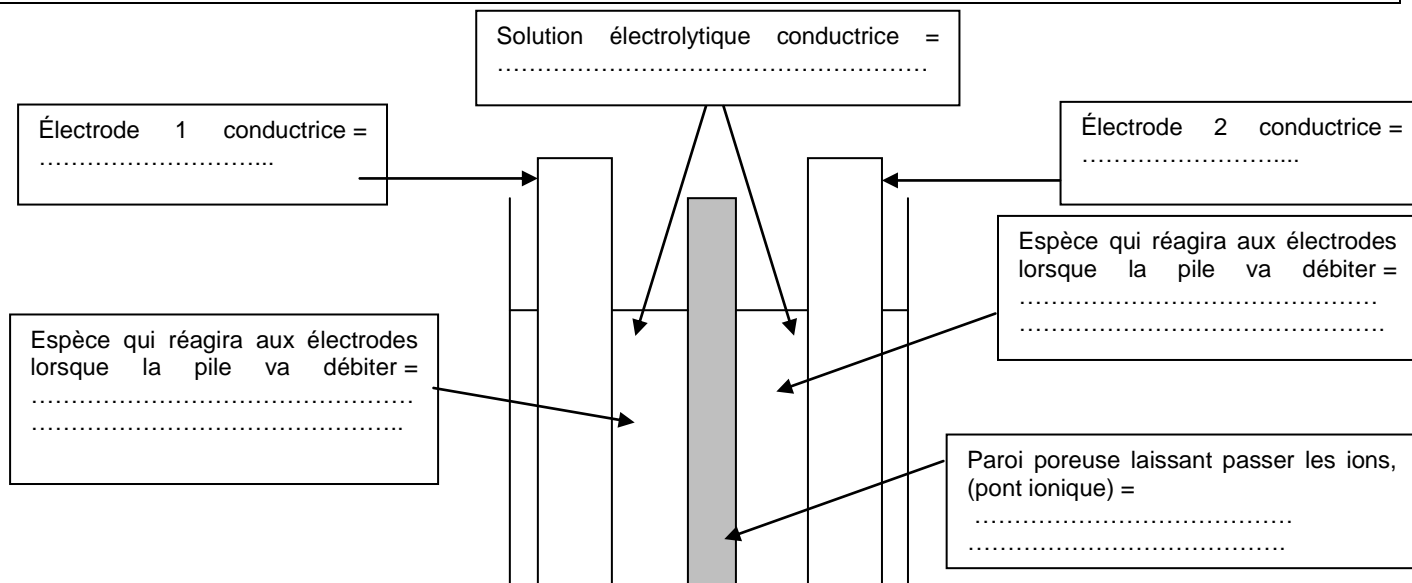 Solution électrolytique conductrice =
………………………………………………
Électrode 1 conductrice =
………………………...
Électrode 2 conductrice =
……………………....
Espèce qui réagira aux électrodes
lorsque la pile va débiter =
………………………………………
……………………………………….
Espèce qui réagira aux électrodes
lorsque la pile va débiter =
…………………………………………
………………………………………..
Paroi poreuse laissant passer les ions,
(pont ionique) =
………………………………….
………………………………….